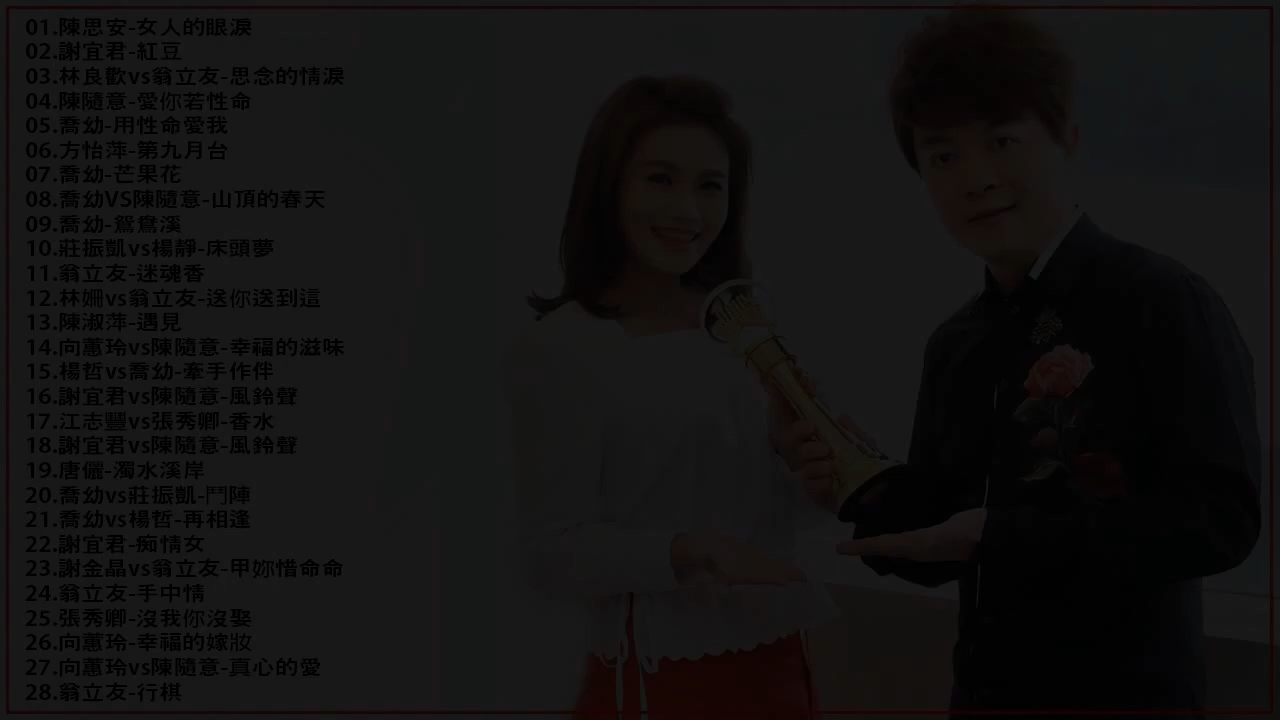 01.陳思安-女人的眼淚
02.謝宜君-紅豆
03.林良歡vs翁立友-思念的情淚
04.陳隨意-愛你若性命
05.喬幼-用性命愛我
06.方怡萍-第九月台
07.喬幼-芒果花
08.喬幼VS陳隨意-山頂的春天
09.喬幼-鴛鴦溪
10.莊振凱vs楊靜-床頭夢
11.翁立友-迷魂香
12.林姍vs翁立友-送你送到這
13.陳淑萍-遇見
14.向蕙玲vs陳隨意-幸福的滋味
15.楊哲vs喬幼-牽手作伴
16.謝宜君vs陳隨意-風鈴聲
17.江志豐vs張秀卿-香水
18.謝宜君vs陳隨意-風鈴聲
19.唐儷-濁水溪岸
20.喬幼vs莊振凱-鬥陣
21.喬幼vs楊哲-再相逢
22.謝宜君-痴情女
23.謝金晶vs翁立友-甲妳惜命命
24.翁立友-手中情
25.張秀卿-沒我你沒娶
26.向蕙玲-幸福的嫁妝
27.向蕙玲vs陳隨意-真心的愛
28.翁立友-行棋